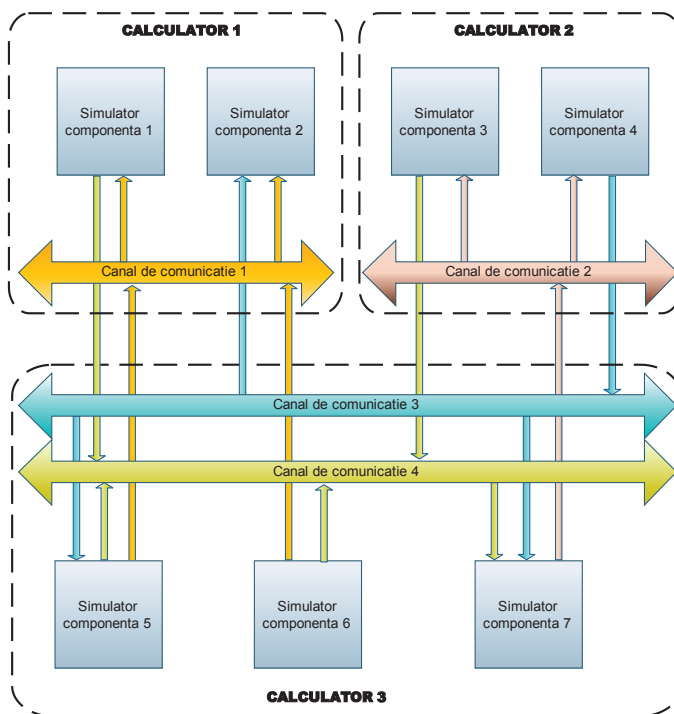 CALCULATOR 1
CALCULATOR 2
Simulator
componenta 1
Simulator
componenta 2
Simulator
componenta 3
Simulator
componenta 4
Canal de comunicatie 1
Canal de comunicatie 2
Canal de comunicatie 3
Canal de comunicatie 4
Simulator
componenta 5
Simulator
componenta 6
Simulator
componenta 7
CALCULATOR 3